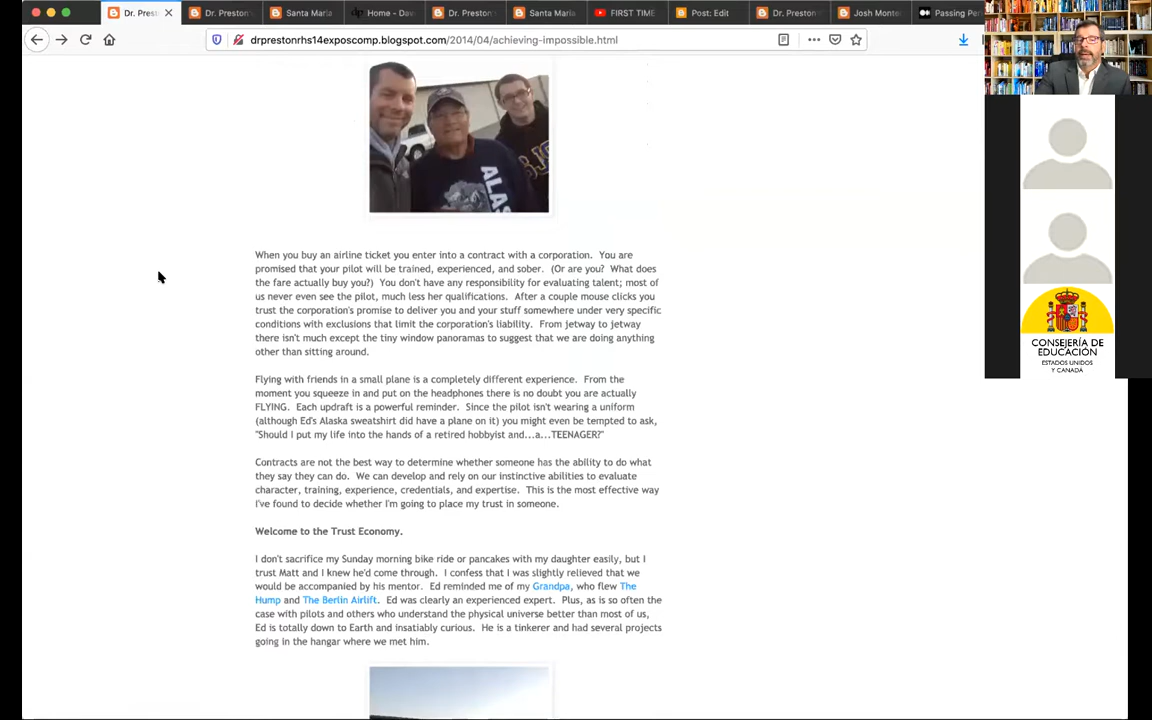 Dr. Prest
Dr. Preston
Santa Maria
Home - Dav
Dr. Preston
Santa Maria
FIRST TIME
Post: Edit
Dr. Preston
Josh Monte
Passing Per
drprestonrhs14exposcomp.blogspot.com/2014/04/achieving-impossible.html
ALAS
When you buy an airline ticket you enter into a contract with a corporation. You are
promised that your pilot will be trained, experienced, and sober. (Or are you? What does
the fare actually buy you?) You don't have any responsibility for evaluating talent; most of
us never even see the pilot, much less her qualifications. After a couple mouse clicks you
trust the corporation's promise to deliver you and your stuff somewhere under very specific
conditions with exclusions that limit the corporation's liability. From jetway to jetway
there isn't much except the tiny window panoramas to suggest that we are doing anything
other than sitting around.
Flying with friends in a small plane is a completely different experience. From the
moment you squeeze in and put on the headphones there is no doubt you are actually
FLYING. Each updraft is a powerful reminder. Since the pilot isn't wearing a uniform
(although Ed's Alaska sweatshirt did have a plane on it) you might even be tempted to ask,
"Should I put my life into the hands of a retired hobbyist and...a...TEENAGER?"
Contracts are not the best way to determine whether someone has the ability to do what
they say they can do. We can develop and rely on our instinctive abilities to evaluate
character, training, experience, credentials, and expertise. This is the most effective way
I've found to decide whether I'm going to place my trust in someone.
Welcome to the Trust Economy.
I don't sacrifice my Sunday morning bike ride or pancakes with my daughter easily, but I
trust Matt and I knew he'd come through. I confess that I was slightly relieved that we
would be accompanied by his mentor. Ed reminded me of my Grandpa, who flew The
Hump and The Berlin Airlift. Ed was clearly an experienced expert. Plus, as is so often the
case with pilots and others who understand the physical universe better than most of us,
Ed is totally down to Earth and insatiably curious. He is a tinkerer and had several projects
going in the hangar where we met him.
CONSEJERÍA DE
EDUCACIÓN
ESTADOS UNIDOS
Y CANADÁ